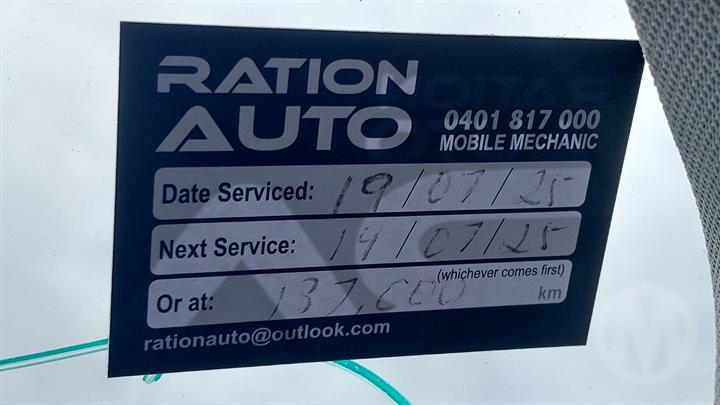 RATION
AUTO
0401 817 000
MOBILE MECHANIC
Date Serviced: 19/07/25
Next Service: 19/07/25
(whichever comes first)
Or at: 137,000 km
rationauto@outlook.com